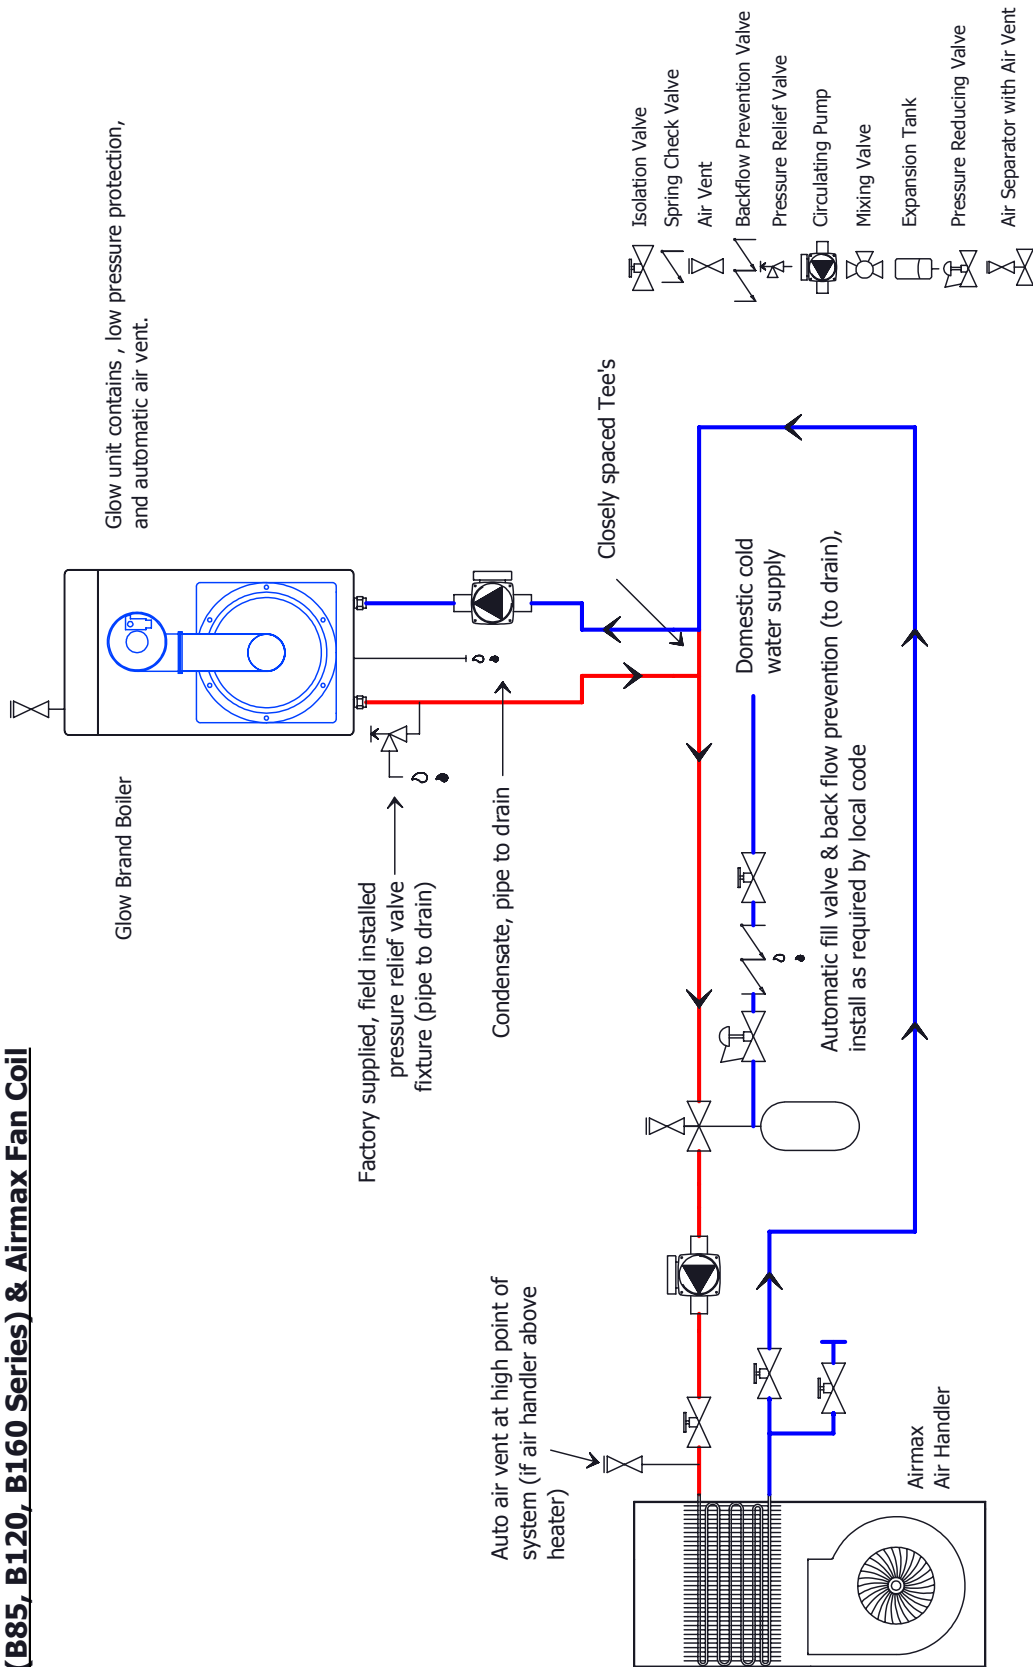 (B85, B120, B160 Series) & Airmax Fan Coil
Glow Brand Boiler
Glow unit contains , low pressure protection,
and automatic air vent.
Factory supplied, field installed
pressure relief valve
fixture (pipe to drain)
Condensate, pipe to drain
Closely spaced Tee's
Auto air vent at high point of
system (if air handler above
heater)
Domestic cold
water supply
Automatic fill valve & back flow prevention (to drain),
install as required by local code
Airmax
Air Handler
Isolation Valve
Spring Check Valve
Air Vent
Backflow Prevention Valve
Pressure Relief Valve
Circulating Pump
Mixing Valve
Expansion Tank
Pressure Reducing Valve
Air Separator with Air Vent